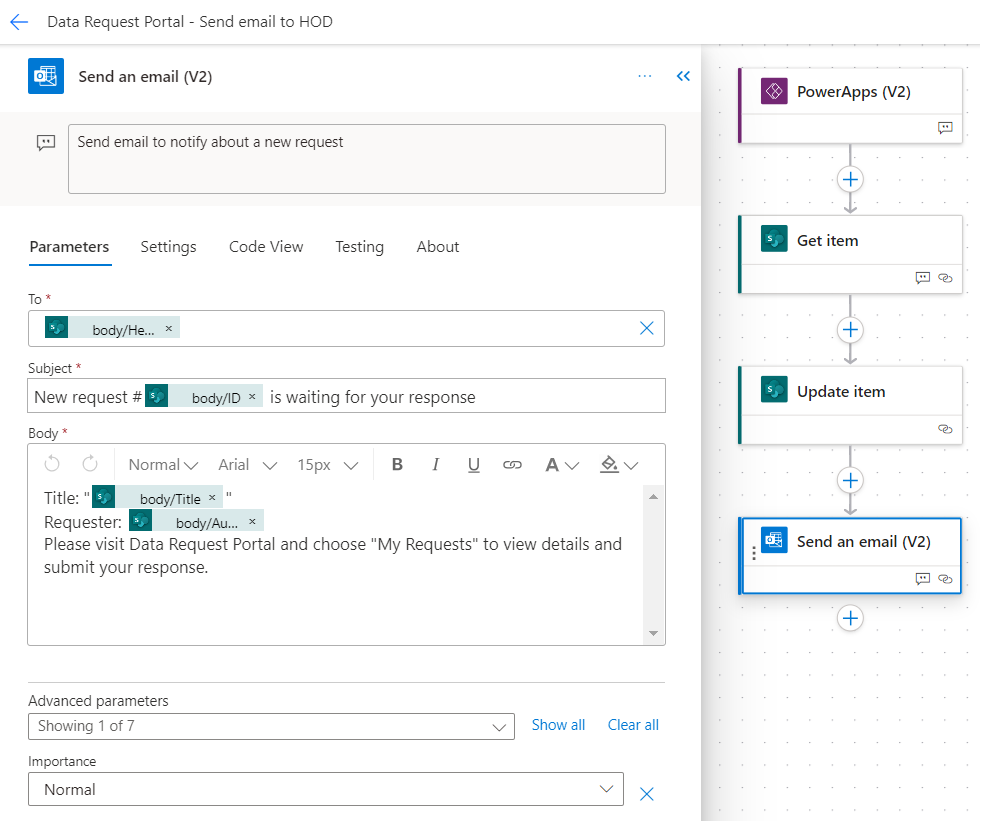 Data Request Portal - Send email to HOD
Send an email (V2)
Send email to notify about a new request
Parameters Settings Code View Testing About
To *
body/He... ×
Subject *
New request # body/ID × is waiting for your response
Body *
Normal Arial 15px B I U A
Title: " body/Title × "
Requester: body/Au... ×
Please visit Data Request Portal and choose "My Requests" to view details and
submit your response.
Advanced parameters
Showing 1 of 7 Show all Clear all
Importance
Normal
PowerApps (V2)
Get item
Update item
Send an email (V2)